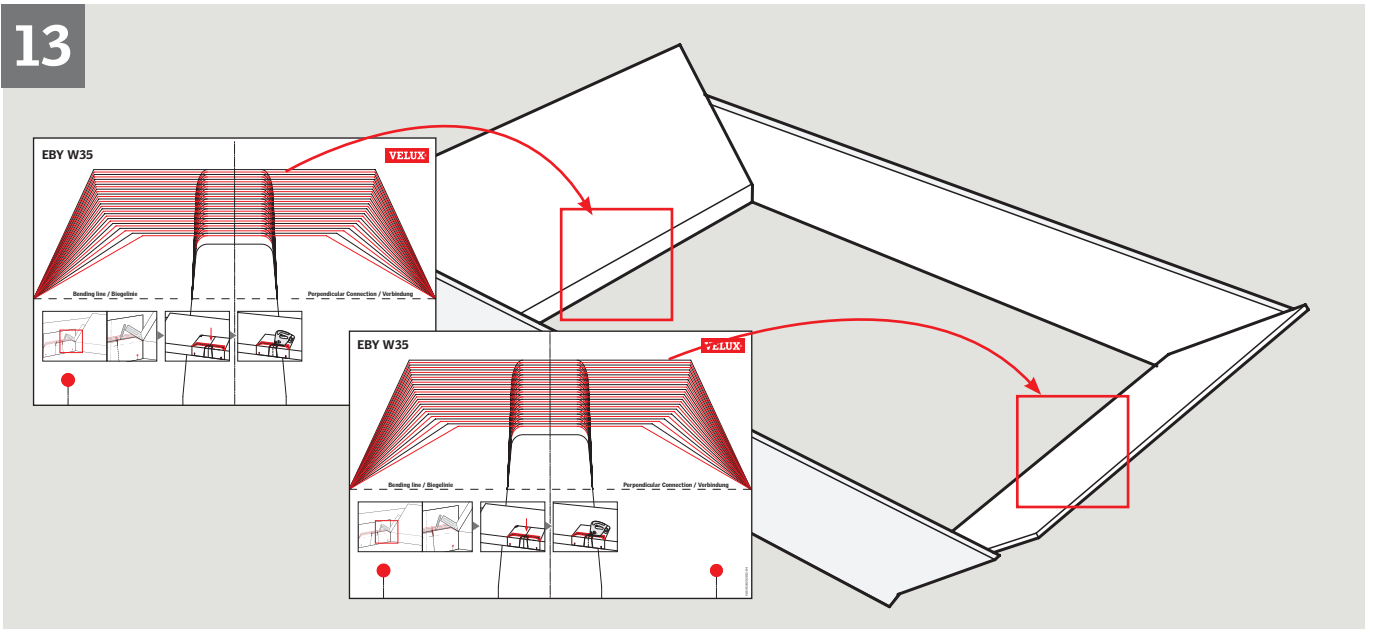 13
EBY W35
VELUX
Bending line / Biegelinie
Perpendicular Connection / Verbindung
EBY W35
VELUX
Bending line / Biegelinie
Perpendicular Connection / Verbindung